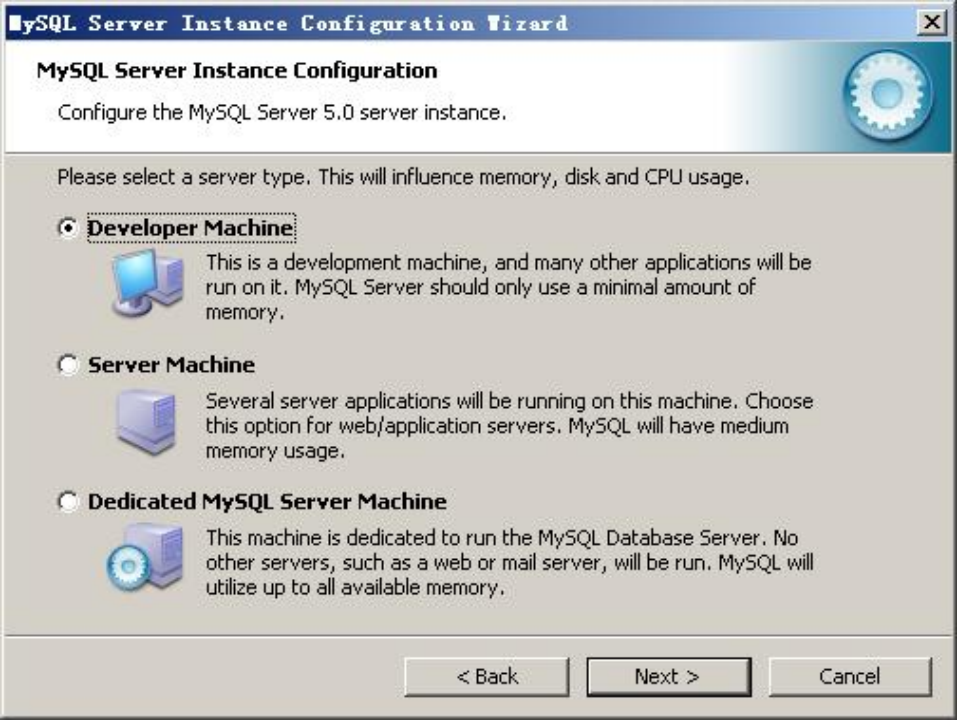 MySQL Server Instance Configuration Wizard
MySQL Server Instance Configuration
Configure the MySQL Server 5.0 server instance.
Please select a server type. This will influence memory, disk and CPU usage.
Developer Machine
This is a development machine, and many other applications will be
run on it. MySQL Server should only use a minimal amount of
memory.
Server Machine
Several server applications will be running on this machine. Choose
this option for web/application servers. MySQL will have medium
memory usage.
Dedicated MySQL Server Machine
This machine is dedicated to run the MySQL Database Server. No
other servers, such as a web or mail server, will be run. MySQL will
utilize up to all available memory.
< Back Next > Cancel